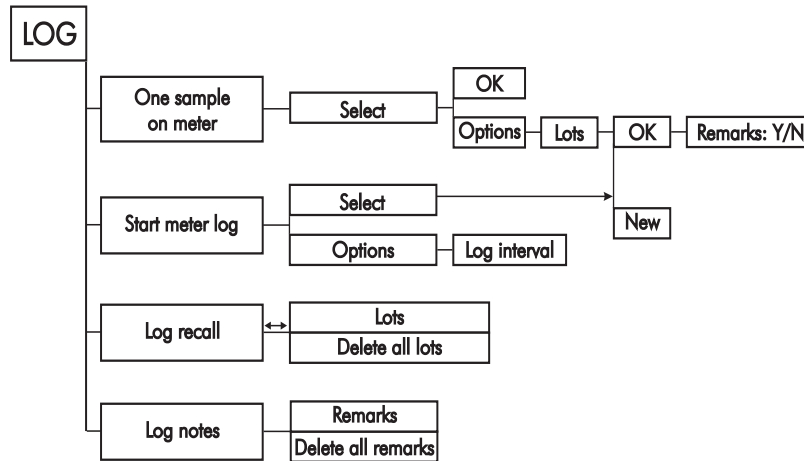 LOG
One sample
on meter
Select
OK
Options
Lots
OK
Remarks: Y/N
New
Start meter log
Select
Options
Log interval
Log recall
Lots
Delete all lots
Log notes
Remarks
Delete all remarks